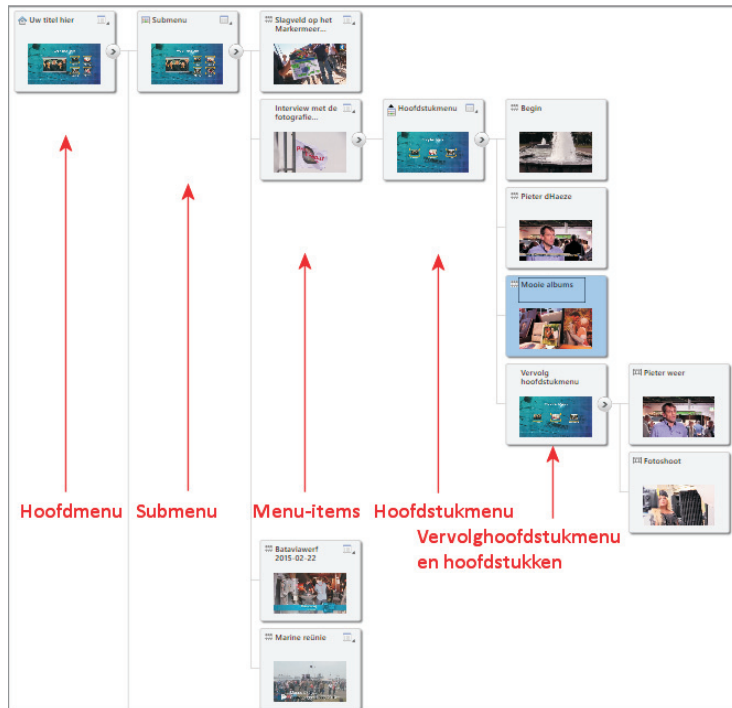 Uw titel hier
Submenu
Slagveld op het
Markermeer...
Interview met de
fotografie...
Hoofdstukmenu
Begin
Pieter dHaeze
Mooie albums
Vervolg
hoofdstukmenu
Pieter weer
Fotoshoot
Hoofdmenu
Submenu
Menu-items
Hoofdstukmenu
Vervolghoofdstukmenu
en hoofdstukken
Bataviawerf
2015-02-22
Marine reünie